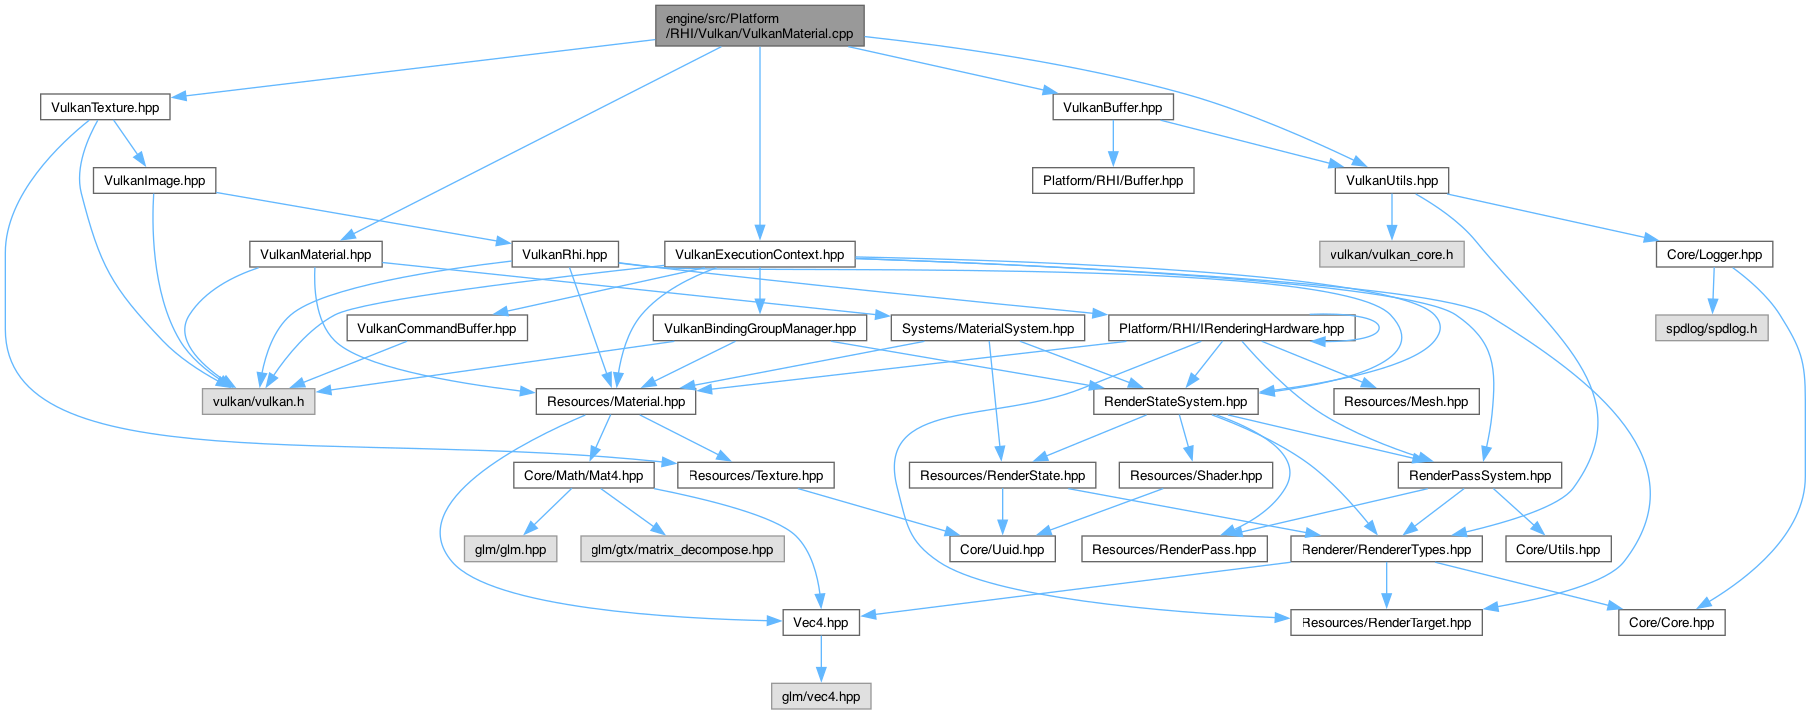 engine/src/Platform
/RHI/Vulkan/VulkanMaterial.cpp
VulkanTexture.hpp
VulkanBuffer.hpp
VulkanImage.hpp
Platform/RHI/Buffer.hpp
VulkanUtils.hpp
VulkanMaterial.hpp
VulkanRhi.hpp
VulkanExecutionContext.hpp
vulkan/vulkan_core.h
Core/Logger.hpp
VulkanCommandBuffer.hpp
VulkanBindingGroupManager.hpp
Systems/MaterialSystem.hpp
Platform/RHI/IRenderingHardware.hpp
spdlog/spdlog.h
vulkan/vulkan.h
Resources/Material.hpp
RenderStateSystem.hpp
Resources/Mesh.hpp
Core/Math/Mat4.hpp
Resources/Texture.hpp
Resources/RenderState.hpp
Resources/Shader.hpp
RenderPassSystem.hpp
glm/glm.hpp
glm/gtx/matrix_decompose.hpp
Core/Uuid.hpp
Resources/RenderPass.hpp
Renderer/RendererTypes.hpp
Core/Utils.hpp
Vec4.hpp
Resources/RenderTarget.hpp
Core/Core.hpp
glm/vec4.hpp